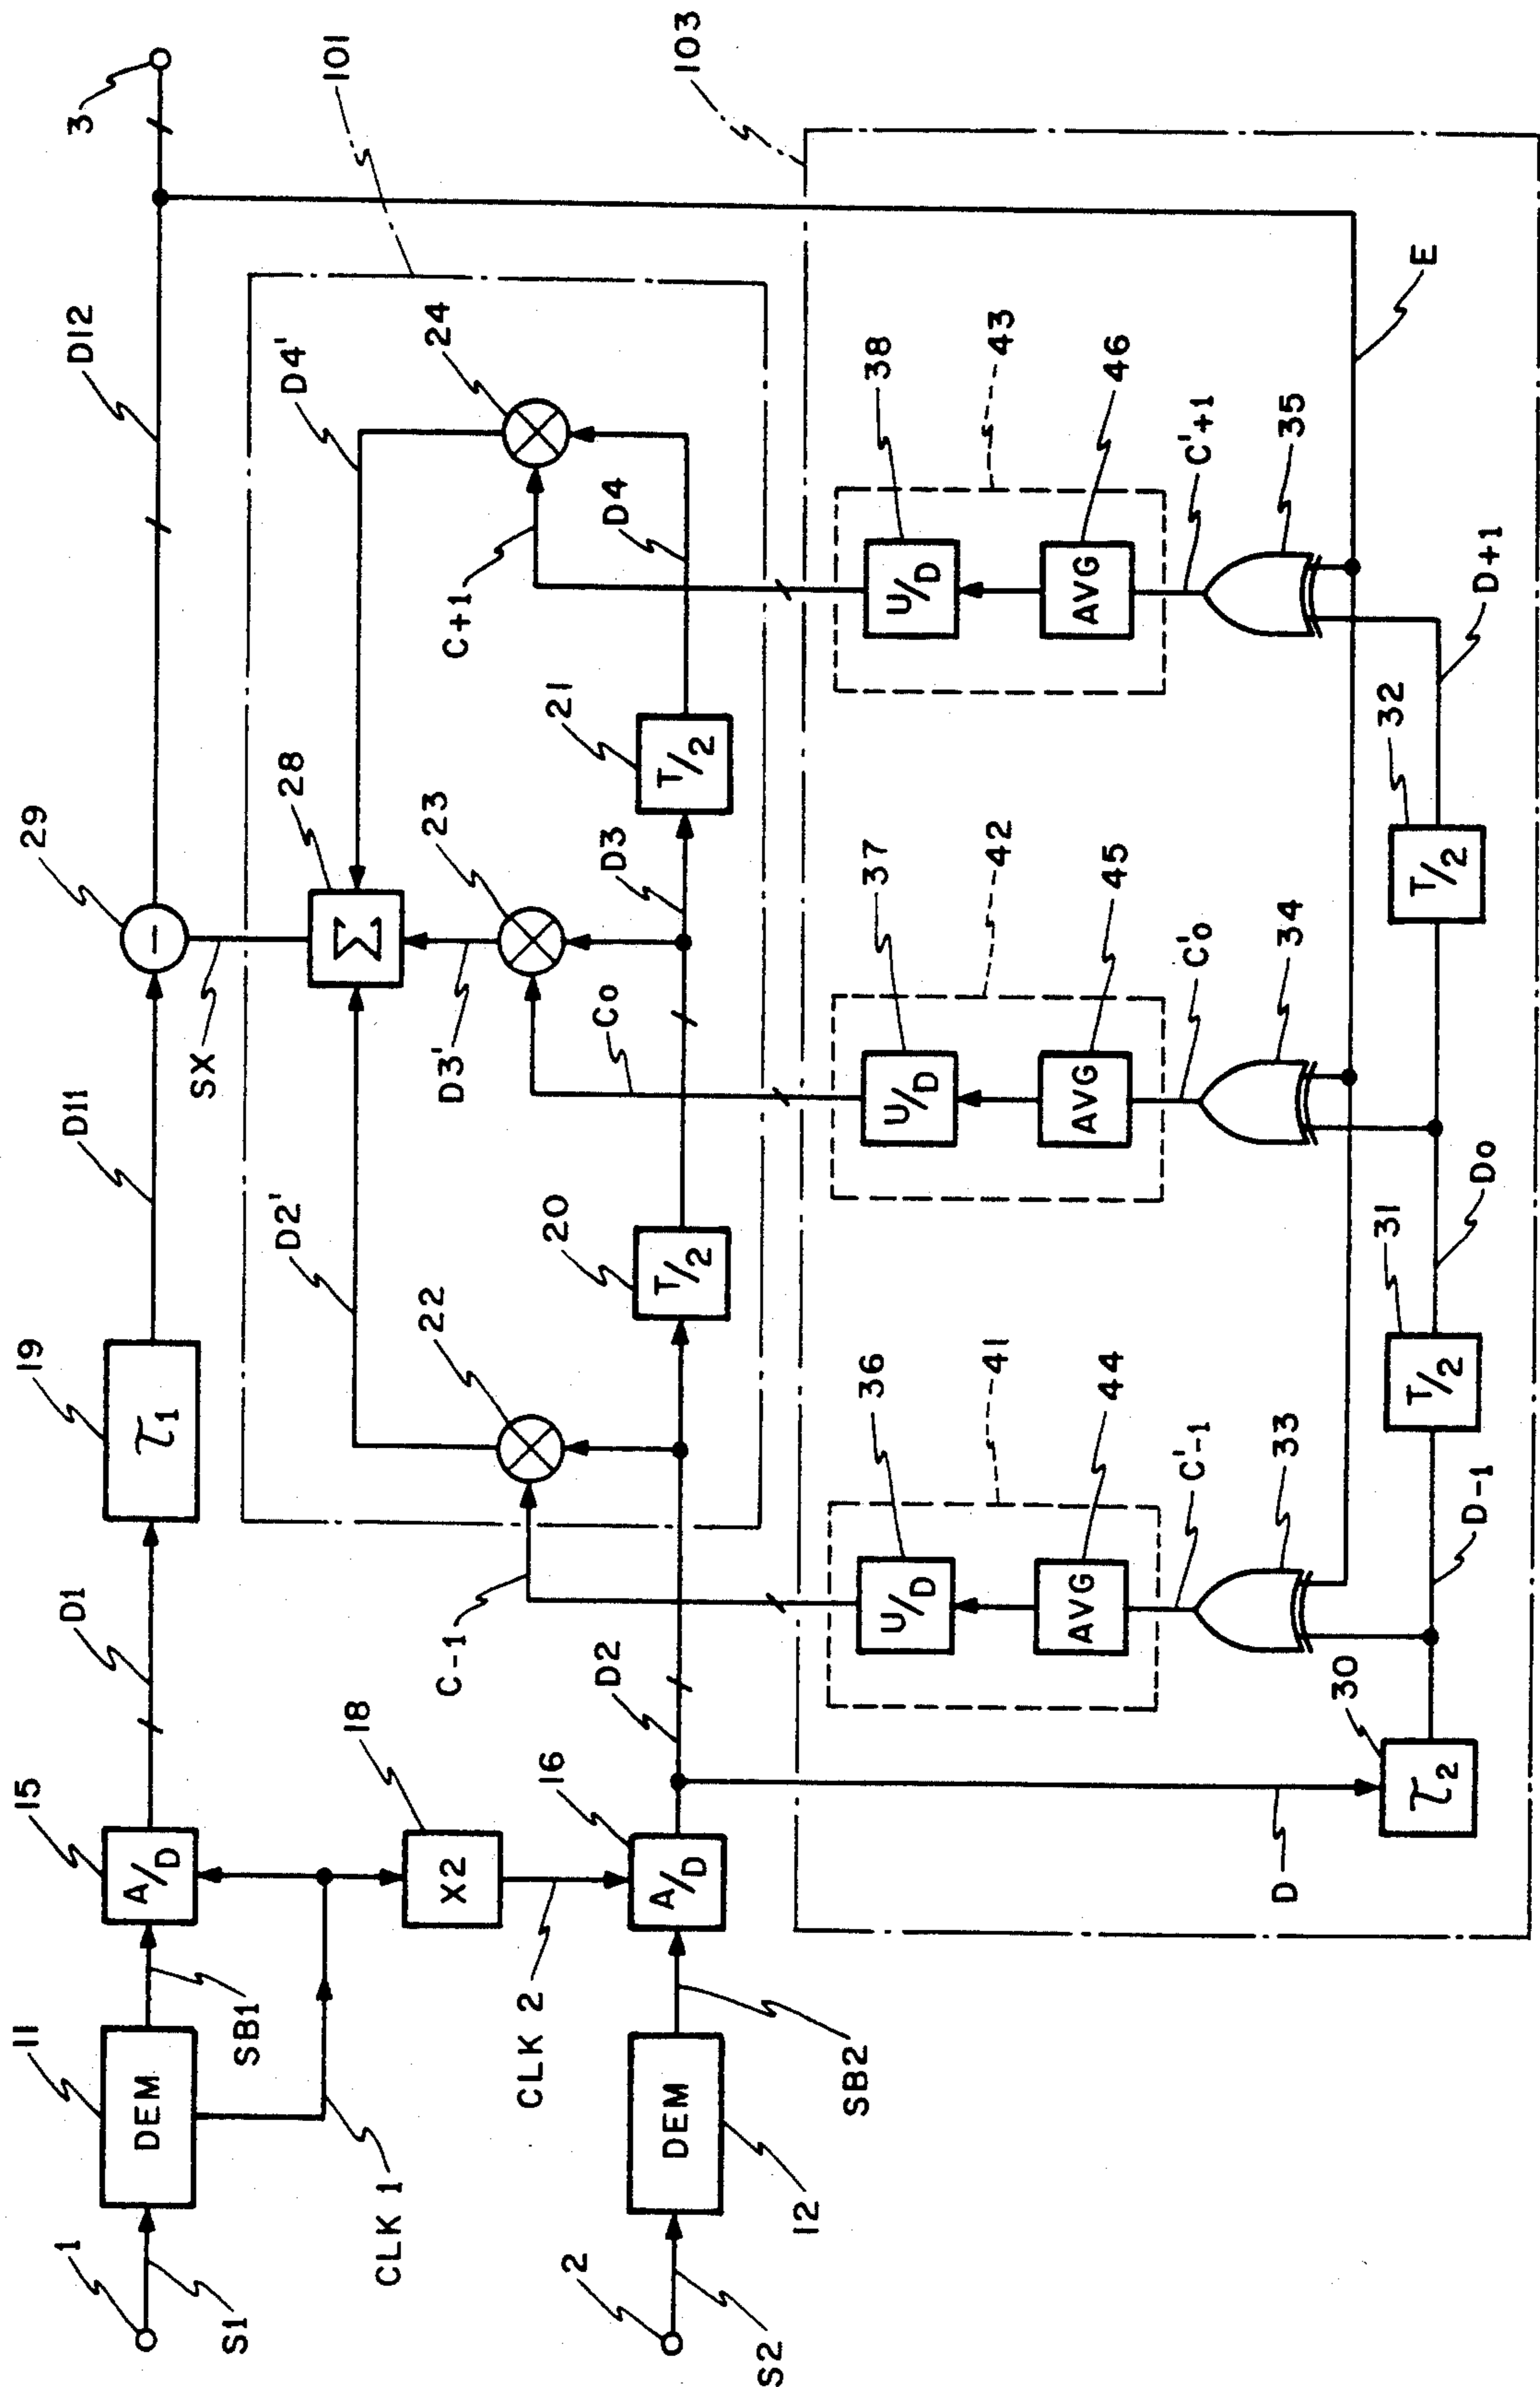 1
S1
11
DEM
SB1
CLK 1
15
A/D
D1
19
τ1
D11
29
−
SX
D12
3
18
X2
CLK 2
2
S2
12
DEM
SB2
16
A/D
D2
D
101
D2'
22
C-1
20
T/2
28
Σ
D3'
23
Co
D3
21
T/2
D4'
24
C+1
D4
103
41
36
U/D
44
AVG
C'-1
33
42
37
U/D
45
AVG
C'o
34
43
38
U/D
46
AVG
C'+1
35
E
30
τ2
D-1
31
T/2
Do
32
T/2
D+1